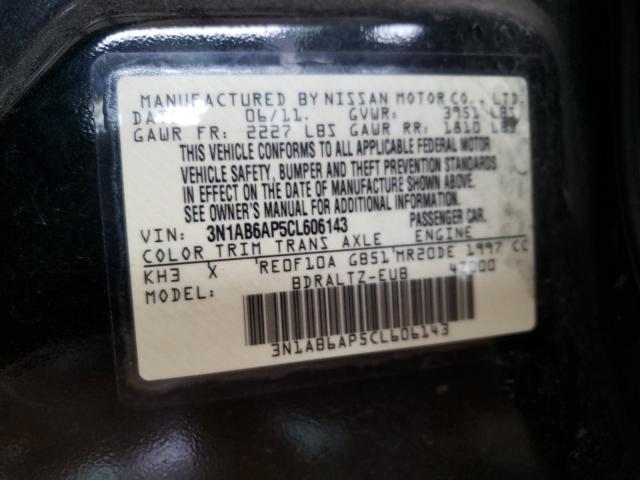 MANUFACTURED BY NISSAN MOTOR CO., LTD.
DATE 06/11. GVWR: 3951 LBS
GAWR FR: 2227 LBS GAWR RR: 1810 LBS
THIS VEHICLE CONFORMS TO ALL APPLICABLE FEDERAL MOTOR
VEHICLE SAFETY, BUMPER, AND THEFT PREVENTION STANDARDS
IN EFFECT ON THE DATE OF MANUFACTURE SHOWN ABOVE.
SEE OWNER'S MANUAL FOR ADDITIONAL INFORMATION.
VIN: 3N1AB6AP5CL606143 PASSENGER CAR.
COLOR TRIM TRANS AXLE ENGINE
KH3 X 'RE0F10A GB51'MR20DE 1997 CC
MODEL: BDRALTZ-EUB 47000
3N1AB6AP5CL606143